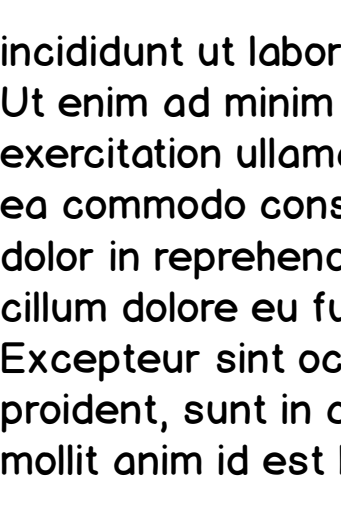 incididunt ut labor
Ut enim ad minim
exercitation ullam
ea commodo cons
dolor in reprehen
cillum dolore eu fu
Excepteur sint oc
proident, sunt in
mollit anim id est